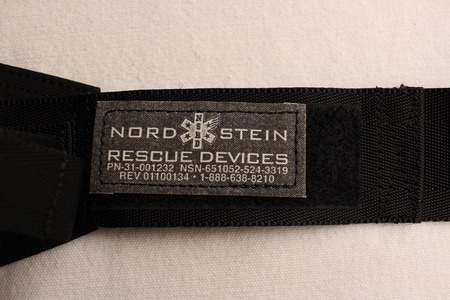 NORD STEIN
RESCUE DEVICES
PN-31-001232 NSN-651052-524-3319
REV 01100134 • 1-888-638-8210